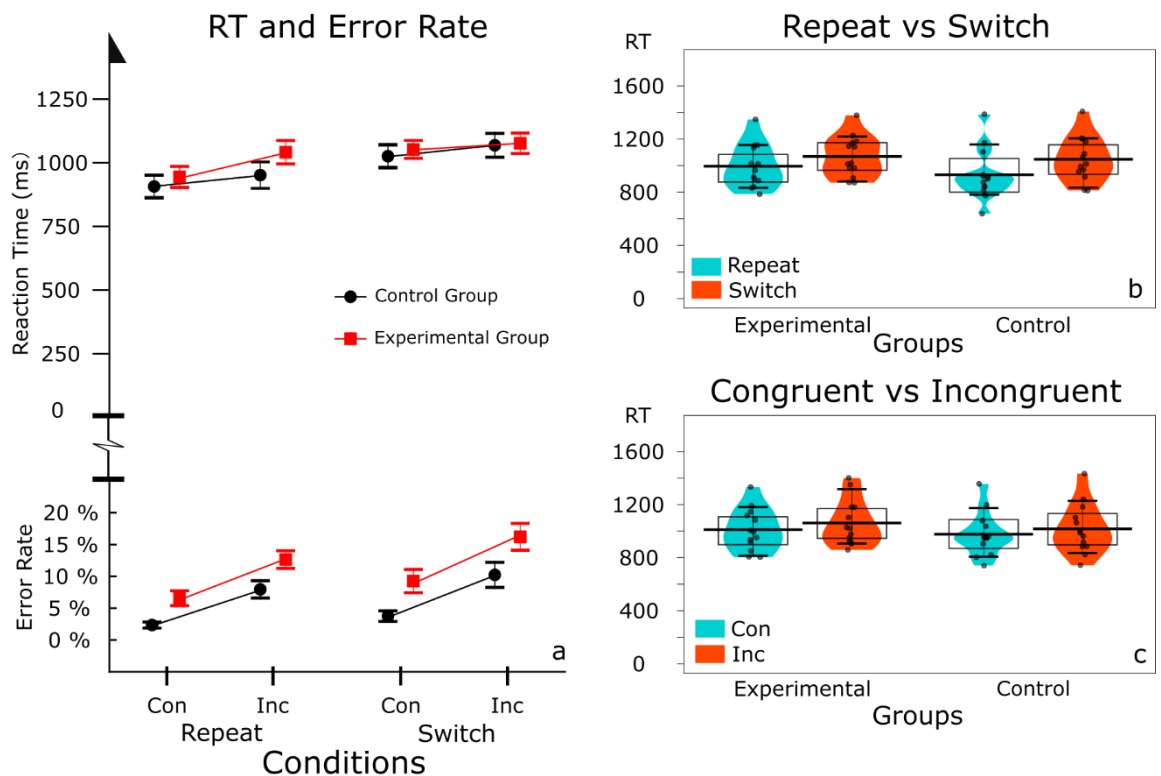 RT and Error Rate
Reaction Time (ms)
1250
1000
750
500
250
0
Control Group
Experimental Group
Error Rate
20 %
15 %
10 %
5 %
0 %
a
Con Inc Con Inc
Repeat Switch
Conditions
Repeat vs Switch
RT
1600
1200
800
400
0
Repeat
Switch
b
Experimental Control
Groups
Congruent vs Incongruent
RT
1600
1200
800
400
0
Con
Inc
c
Experimental Control
Groups